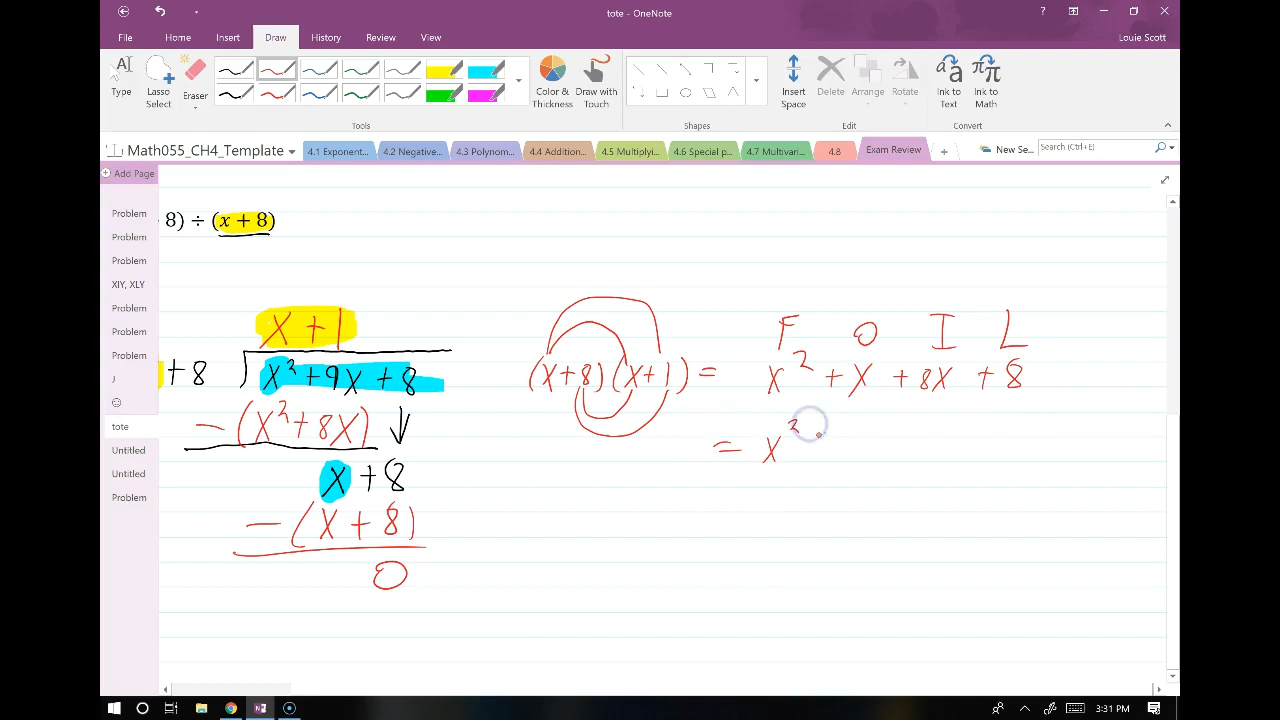 tote - OneNote
?
File Home Insert Draw History Review View Louie Scott
Type Lasso Select Eraser Color & Thickness Draw with Touch Insert Space Delete Arrange Rotate Ink to Text Ink to Math
Tools Shapes Edit Convert
Math055_CH4_Template 4.1 Exponent... 4.2 Negative... 4.3 Polynom... 4.4 Addition... 4.5 Multiplyi... 4.6 Special p... 4.7 Multivari... 4.8 Exam Review + New Se... Search (Ctrl+E)
Add Page
Problem
Problem
Problem
XIY, XLY
Problem
Problem
Problem
J
tote
Untitled
Untitled
Problem
8) ÷ (x + 8)
x + 1
+ 8 ) x² + 9x + 8
− (x² + 8x)
x + 8
− (x + 8)
0
F O I L
(x + 8)(x + 1) = x² + x + 8x + 8
= x²
3:31 PM